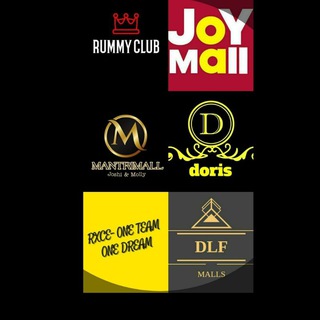 RUMMY CLUB
JoY
Mall
M
MANTRIMALL
Joshi & Molly
D
doris
RXCE- ONE TEAM
ONE DREAM
DLF
MALLS